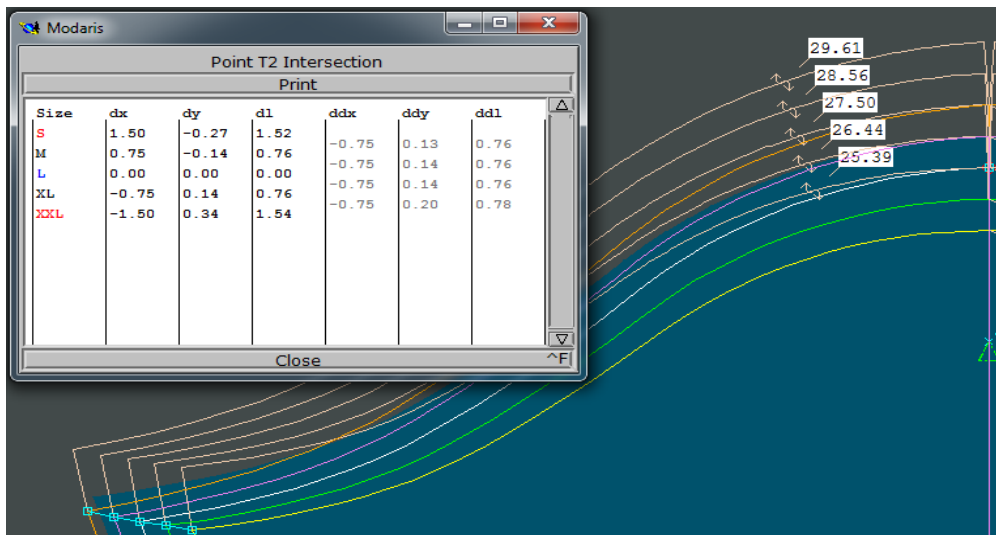 Modaris
Point T2 Intersection
Print
Size dx dy dl ddx ddy ddl
S 1.50 -0.27 1.52
-0.75 0.13 0.76
M 0.75 -0.14 0.76
-0.75 0.14 0.76
L 0.00 0.00 0.00
-0.75 0.14 0.76
XL -0.75 0.14 0.76
-0.75 0.20 0.78
XXL -1.50 0.34 1.54
Close ^F
29.61
28.56
27.50
26.44
25.39